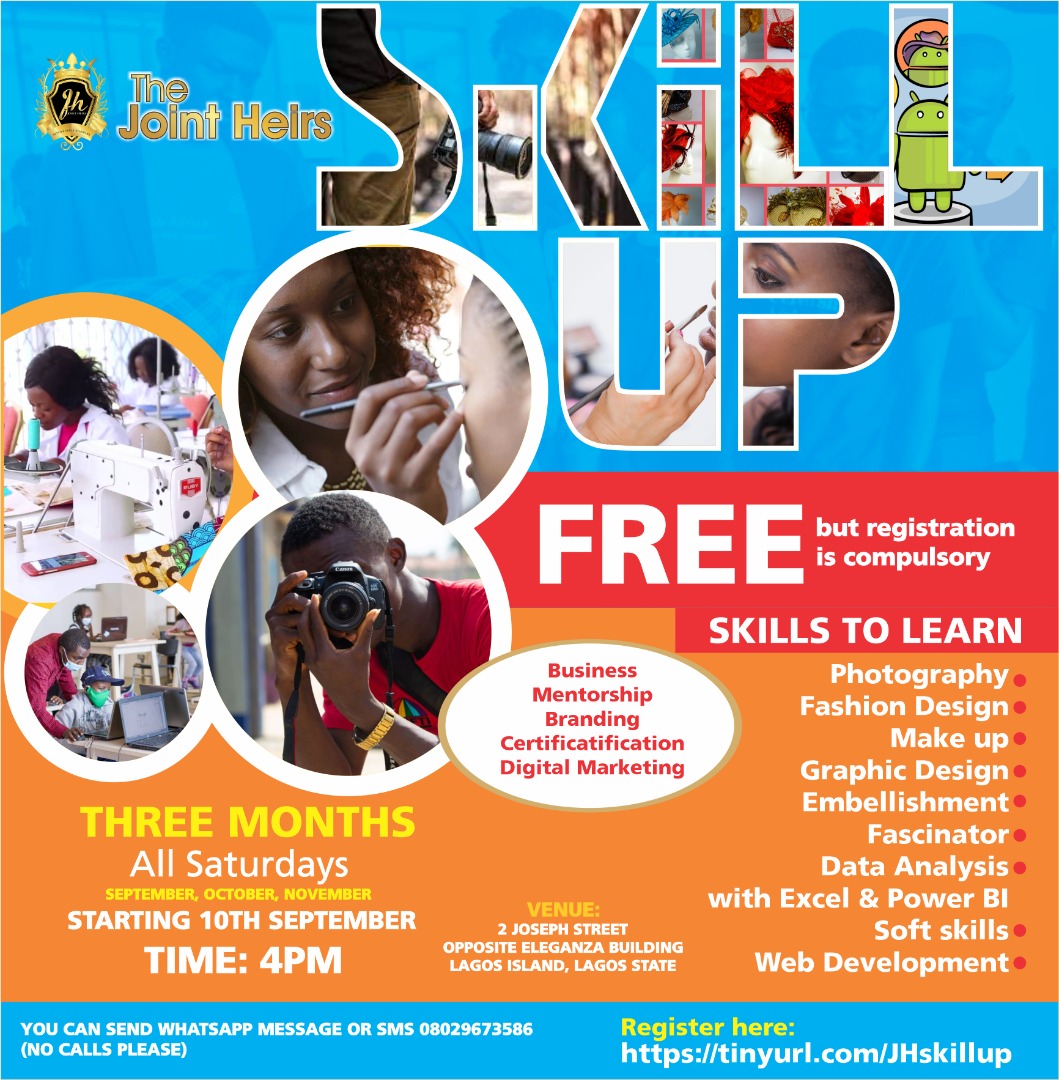 Jh
The
Joint Heirs
SKiLL
UP
FREE
but registration
is compulsory
SKILLS TO LEARN
Photography
Fashion Design
Make up
Graphic Design
Embellishment
Fascinator
Data Analysis
with Excel & Power BI
Soft skills
Web Development
Business
Mentorship
Branding
Certificatification
Digital Marketing
Canon
THREE MONTHS
All Saturdays
SEPTEMBER, OCTOBER, NOVEMBER
STARTING 10TH SEPTEMBER
TIME: 4PM
VENUE:
2 JOSEPH STREET
OPPOSITE ELEGANZA BUILDING
LAGOS ISLAND, LAGOS STATE
YOU CAN SEND WHATSAPP MESSAGE OR SMS 08029673586
(NO CALLS PLEASE)
Register here:
https://tinyurl.com/JHskillup